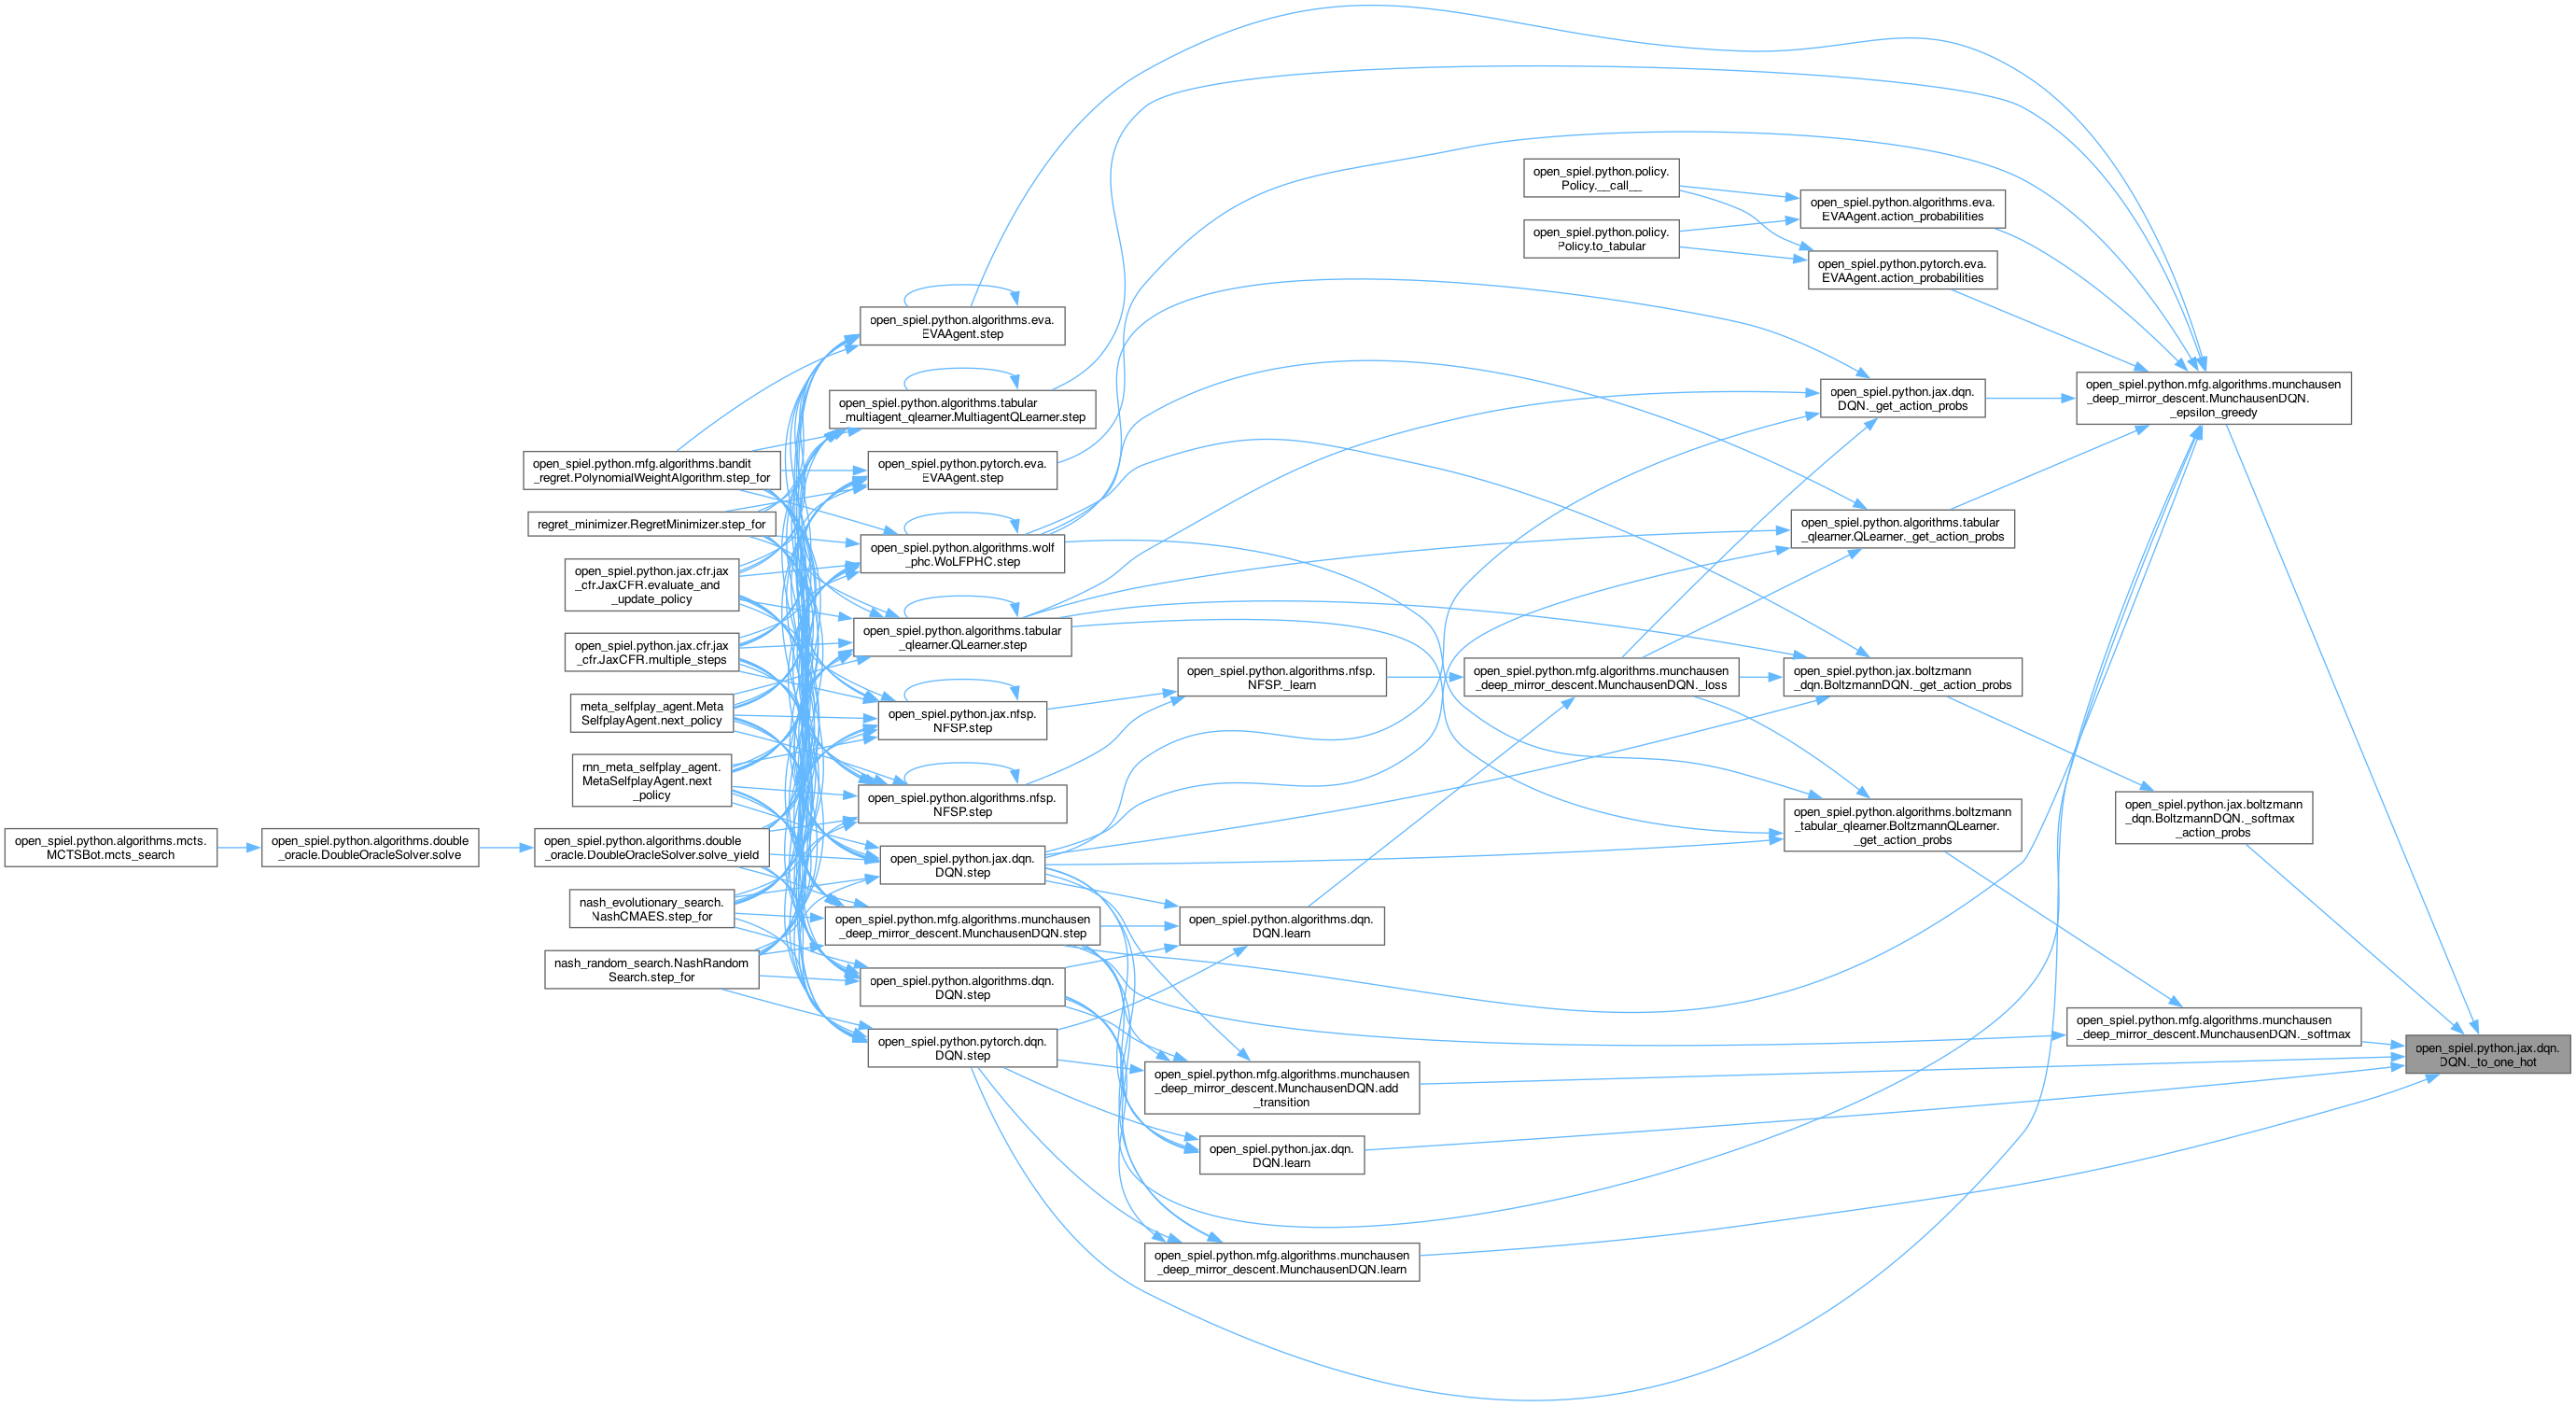 open_spiel.python.policy.
Policy.__call__
open_spiel.python.algorithms.eva.
EVAAgent.action_probabilities
open_spiel.python.policy.
Policy.to_tabular
open_spiel.python.pytorch.eva.
EVAAgent.action_probabilities
open_spiel.python.algorithms.eva.
EVAAgent.step
open_spiel.python.jax.dqn.
DQN._get_action_probs
open_spiel.python.mfg.algorithms.munchausen
_deep_mirror_descent.MunchausenDQN.
_epsilon_greedy
open_spiel.python.algorithms.tabular
_multiagent_qlearner.MultiagentQLearner.step
open_spiel.python.mfg.algorithms.bandit
_regret.PolynomialWeightAlgorithm.step_for
open_spiel.python.pytorch.eva.
EVAAgent.step
regret_minimizer.RegretMinimizer.step_for
open_spiel.python.algorithms.tabular
_qlearner.QLearner._get_action_probs
open_spiel.python.algorithms.wolf
_phc.WoLFPHC.step
open_spiel.python.jax.cfr.jax
_cfr.JaxCFR.evaluate_and
_update_policy
open_spiel.python.algorithms.tabular
_qlearner.QLearner.step
open_spiel.python.jax.cfr.jax
_cfr.JaxCFR.multiple_steps
open_spiel.python.algorithms.nfsp.
NFSP._learn
open_spiel.python.mfg.algorithms.munchausen
_deep_mirror_descent.MunchausenDQN._loss
open_spiel.python.jax.boltzmann
_dqn.BoltzmannDQN._get_action_probs
meta_selfplay_agent.Meta
SelfplayAgent.next_policy
open_spiel.python.jax.nfsp.
NFSP.step
rnn_meta_selfplay_agent.
MetaSelfplayAgent.next
_policy
open_spiel.python.algorithms.nfsp.
NFSP.step
open_spiel.python.algorithms.boltzmann
_tabular_qlearner.BoltzmannQLearner.
_get_action_probs
open_spiel.python.jax.boltzmann
_dqn.BoltzmannDQN._softmax
_action_probs
open_spiel.python.algorithms.mcts.
MCTSBot.mcts_search
open_spiel.python.algorithms.double
_oracle.DoubleOracleSolver.solve
open_spiel.python.algorithms.double
_oracle.DoubleOracleSolver.solve_yield
open_spiel.python.jax.dqn.
DQN.step
nash_evolutionary_search.
NashCMAES.step_for
open_spiel.python.mfg.algorithms.munchausen
_deep_mirror_descent.MunchausenDQN.step
open_spiel.python.algorithms.dqn.
DQN.learn
nash_random_search.NashRandom
Search.step_for
open_spiel.python.algorithms.dqn.
DQN.step
open_spiel.python.mfg.algorithms.munchausen
_deep_mirror_descent.MunchausenDQN._softmax
open_spiel.python.pytorch.dqn.
DQN.step
open_spiel.python.jax.dqn.
DQN._to_one_hot
open_spiel.python.mfg.algorithms.munchausen
_deep_mirror_descent.MunchausenDQN.add
_transition
open_spiel.python.jax.dqn.
DQN.learn
open_spiel.python.mfg.algorithms.munchausen
_deep_mirror_descent.MunchausenDQN.learn